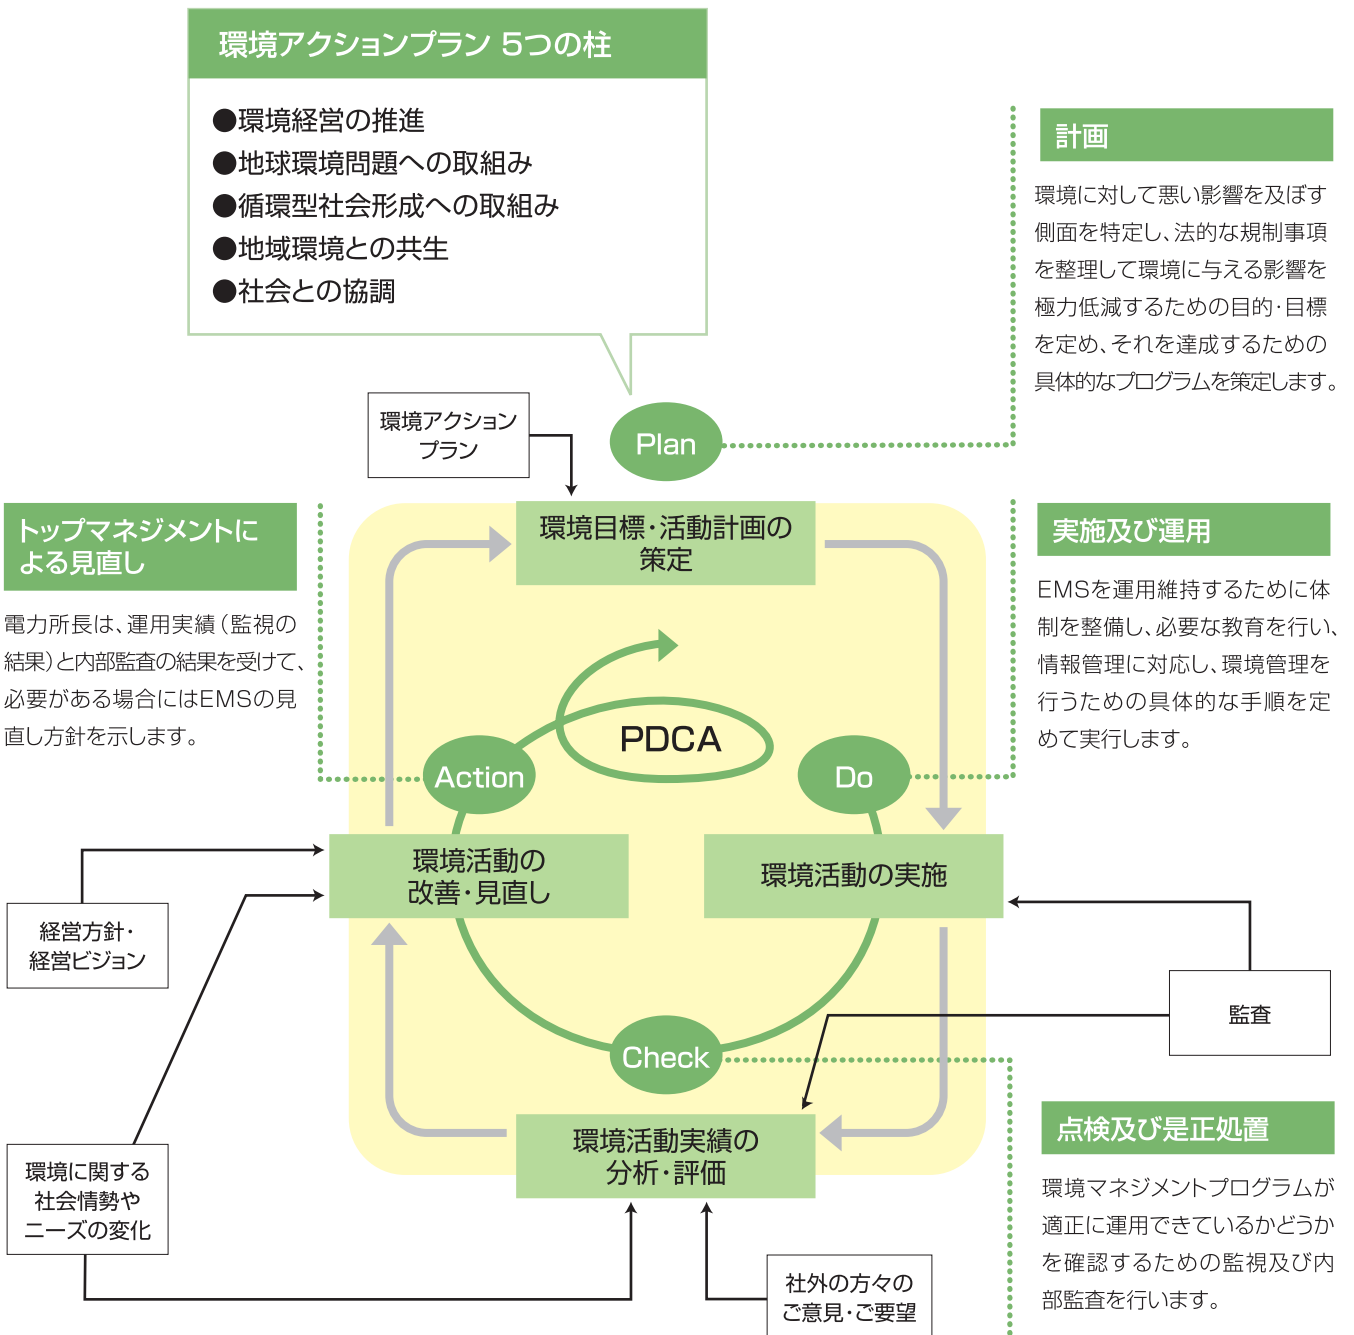 環境アクションプラン 5つの柱
●環境経営の推進
●地球環境問題への取組み
●循環型社会形成への取組み
●地域環境との共生
●社会との協調
計画
環境に対して悪い影響を及ぼす
側面を特定し、法的な規制事項
を整理して環境に与える影響を
極力低減するための目的・目標
を定め、それを達成するための
具体的なプログラムを策定します。
環境アクション
プラン
Plan
トップマネジメントに
よる見直し
電力所長は、運用実績（監視の
結果）と内部監査の結果を受けて、
必要がある場合にはEMSの見
直し方針を示します。
環境目標・活動計画の
策定
実施及び運用
EMSを運用維持するために体
制を整備し、必要な教育を行い、
情報管理に対応し、環境管理を
行うための具体的な手順を定
めて実行します。
PDCA
Action
Do
環境活動の
改善・見直し
環境活動の実施
経営方針・
経営ビジョン
監査
Check
環境活動実績の
分析・評価
点検及び是正処置
環境マネジメントプログラムが
適正に運用できているかどうか
を確認するための監視及び内
部監査を行います。
環境に関する
社会情勢や
ニーズの変化
社外の方々の
ご意見・ご要望